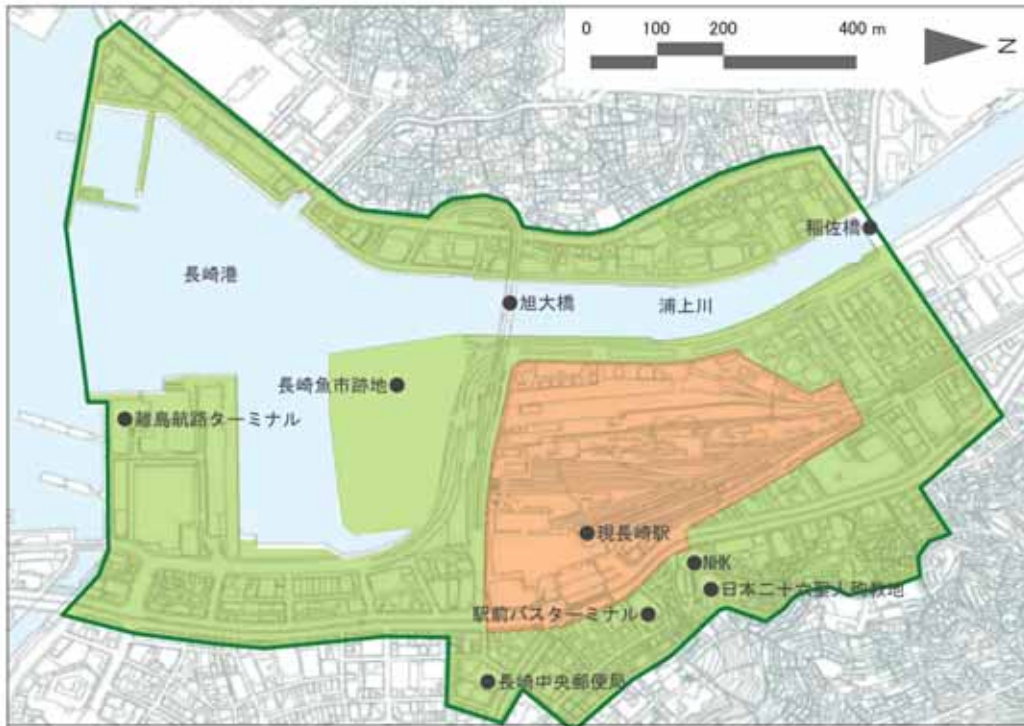 0 100 200 400 m
N
稲佐橋
長崎港
旭大橋
浦上川
長崎魚市跡地
離島航路ターミナル
現長崎駅
NHK
日本二十六聖人殉教地
駅前バスターミナル
長崎中央郵便局